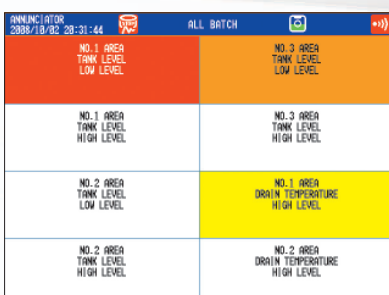 ANNUNCIATOR
2008/10/02 20:31:44
ALL BATCH
NO.1 AREA
TANK LEVEL
LOW LEVEL
NO.3 AREA
TANK LEVEL
LOW LEVEL
NO.1 AREA
TANK LEVEL
HIGH LEVEL
NO.3 AREA
TANK LEVEL
HIGH LEVEL
NO.2 AREA
TANK LEVEL
LOW LEVEL
NO.1 AREA
DRAIN TEMPERATURE
HIGH LEVEL
NO.2 AREA
TANK LEVEL
HIGH LEVEL
NO.2 AREA
DRAIN TEMPERATURE
HIGH LEVEL